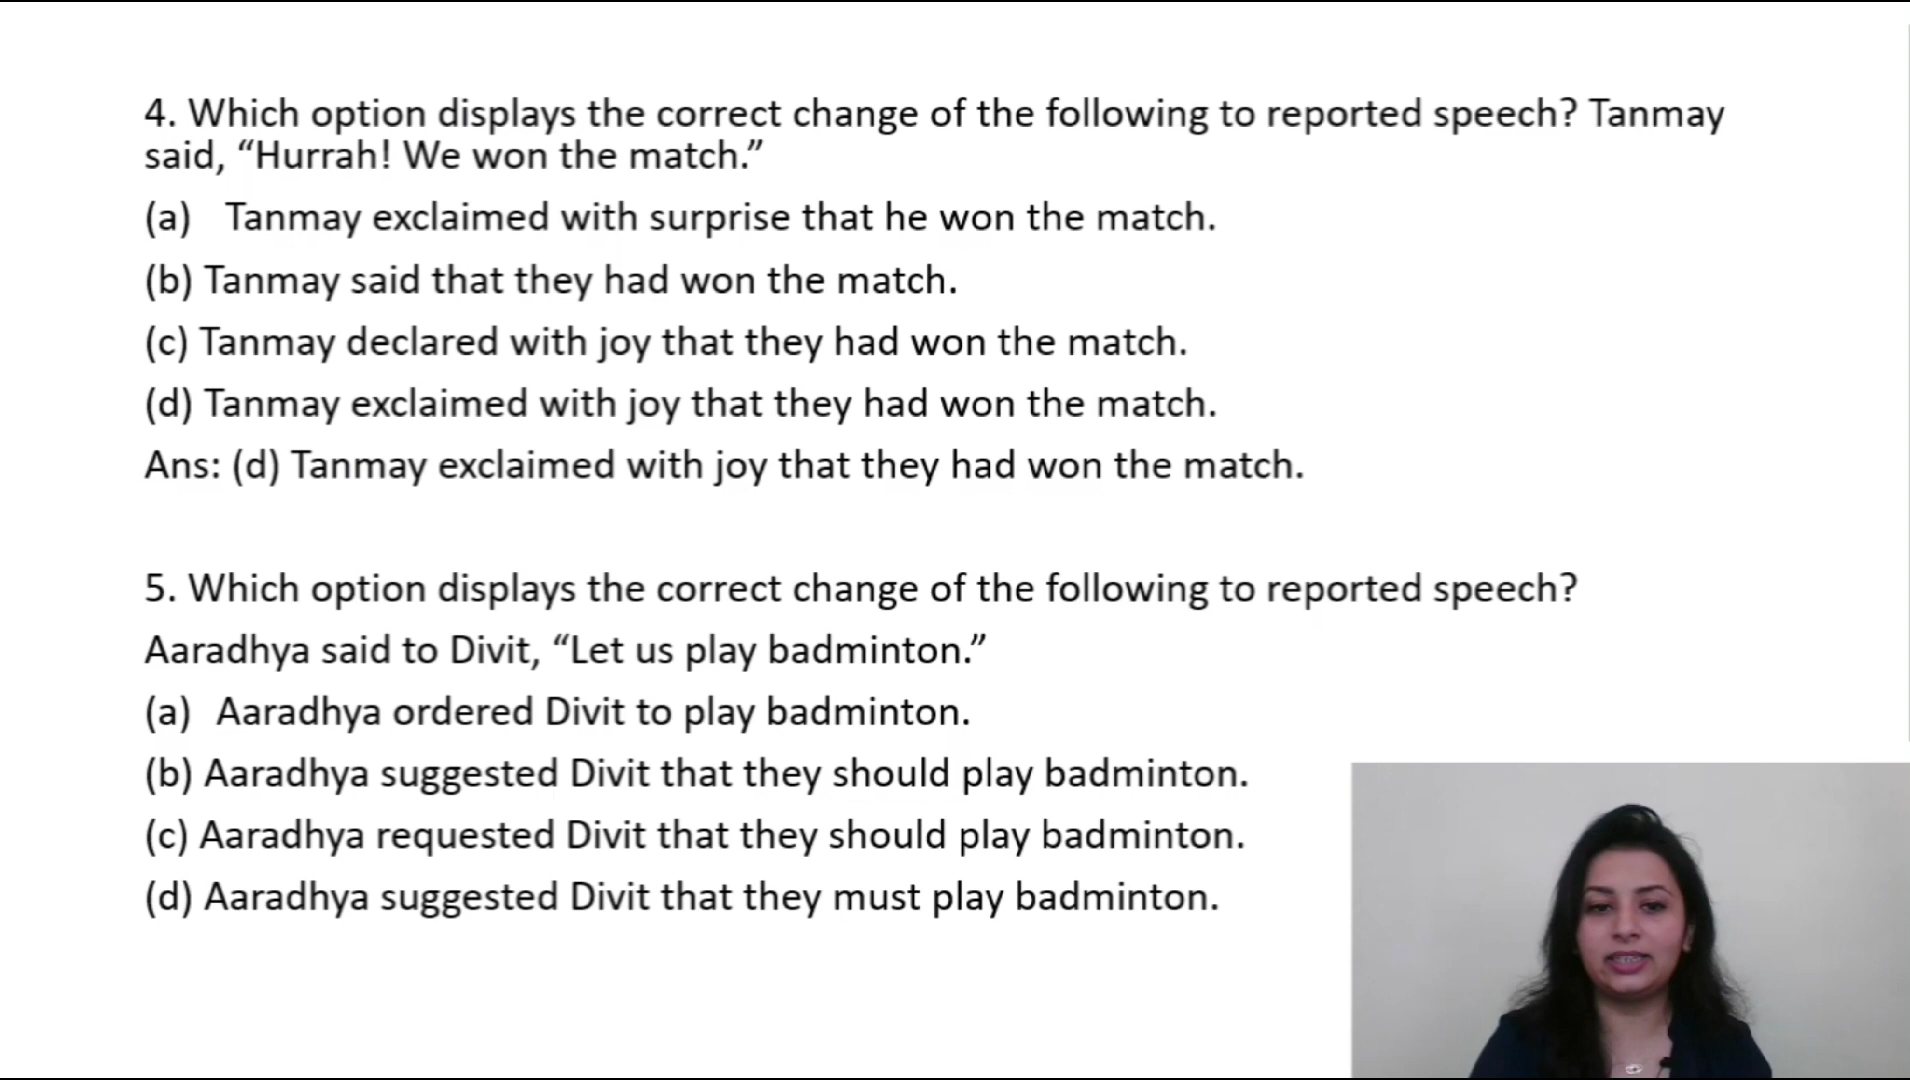 4. Which option displays the correct change of the following to reported speech? Tanmay
said, “Hurrah! We won the match.”
(a) Tanmay exclaimed with surprise that he won the match.
(b) Tanmay said that they had won the match.
(c) Tanmay declared with joy that they had won the match.
(d) Tanmay exclaimed with joy that they had won the match.
Ans: (d) Tanmay exclaimed with joy that they had won the match.
5. Which option displays the correct change of the following to reported speech?
Aaradhya said to Divit, “Let us play badminton.”
(a) Aaradhya ordered Divit to play badminton.
(b) Aaradhya suggested Divit that they should play badminton.
(c) Aaradhya requested Divit that they should play badminton.
(d) Aaradhya suggested Divit that they must play badminton.